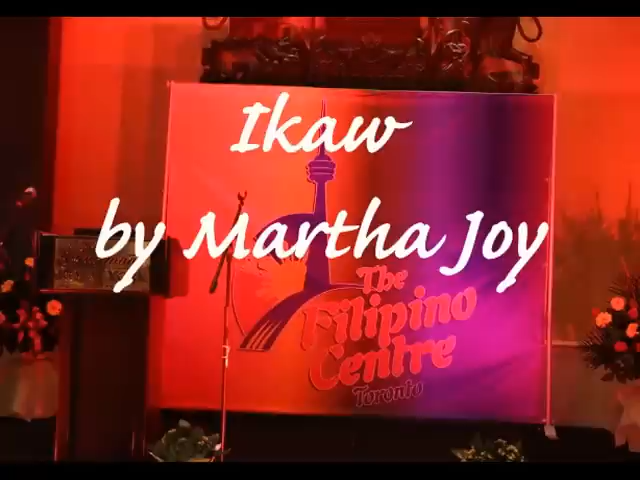 Ikaw
by Martha Joy
The
Filipino
Centre
Toronto